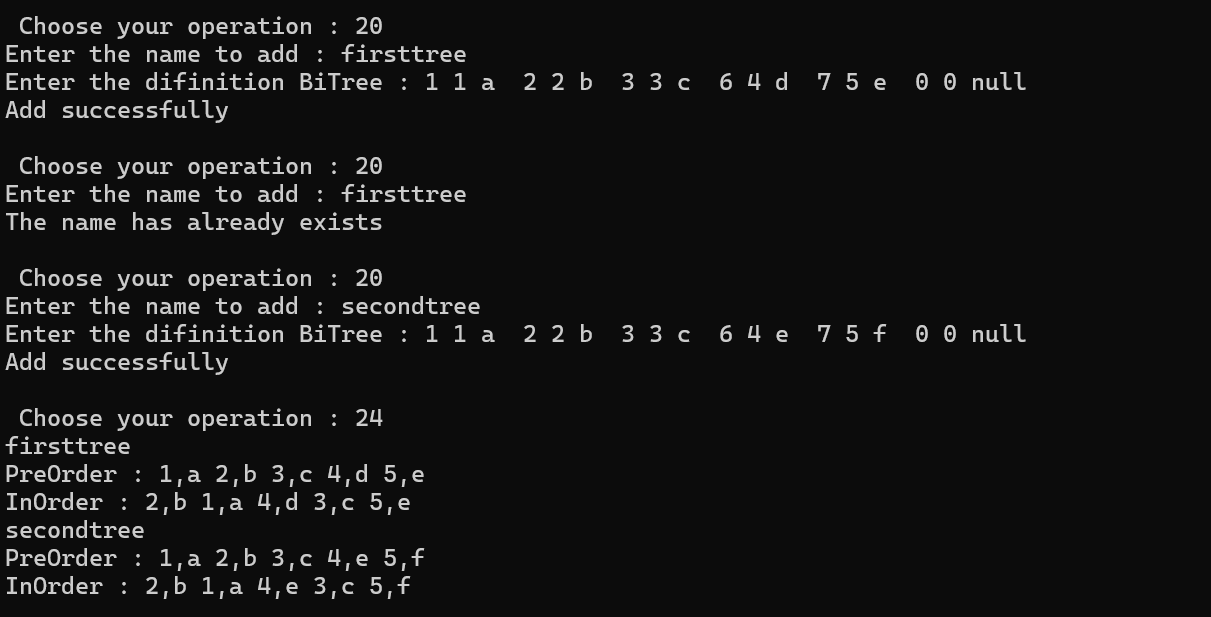 Choose your operation : 20
Enter the name to add : firsttree
Enter the difinition BiTree : 1 1 a  2 2 b  3 3 c  6 4 d  7 5 e  0 0 null
Add successfully
Choose your operation : 20
Enter the name to add : firsttree
The name has already exists
Choose your operation : 20
Enter the name to add : secondtree
Enter the difinition BiTree : 1 1 a  2 2 b  3 3 c  6 4 e  7 5 f  0 0 null
Add successfully
Choose your operation : 24
firsttree
PreOrder : 1,a 2,b 3,c 4,d 5,e
InOrder : 2,b 1,a 4,d 3,c 5,e
secondtree
PreOrder : 1,a 2,b 3,c 4,e 5,f
InOrder : 2,b 1,a 4,e 3,c 5,f